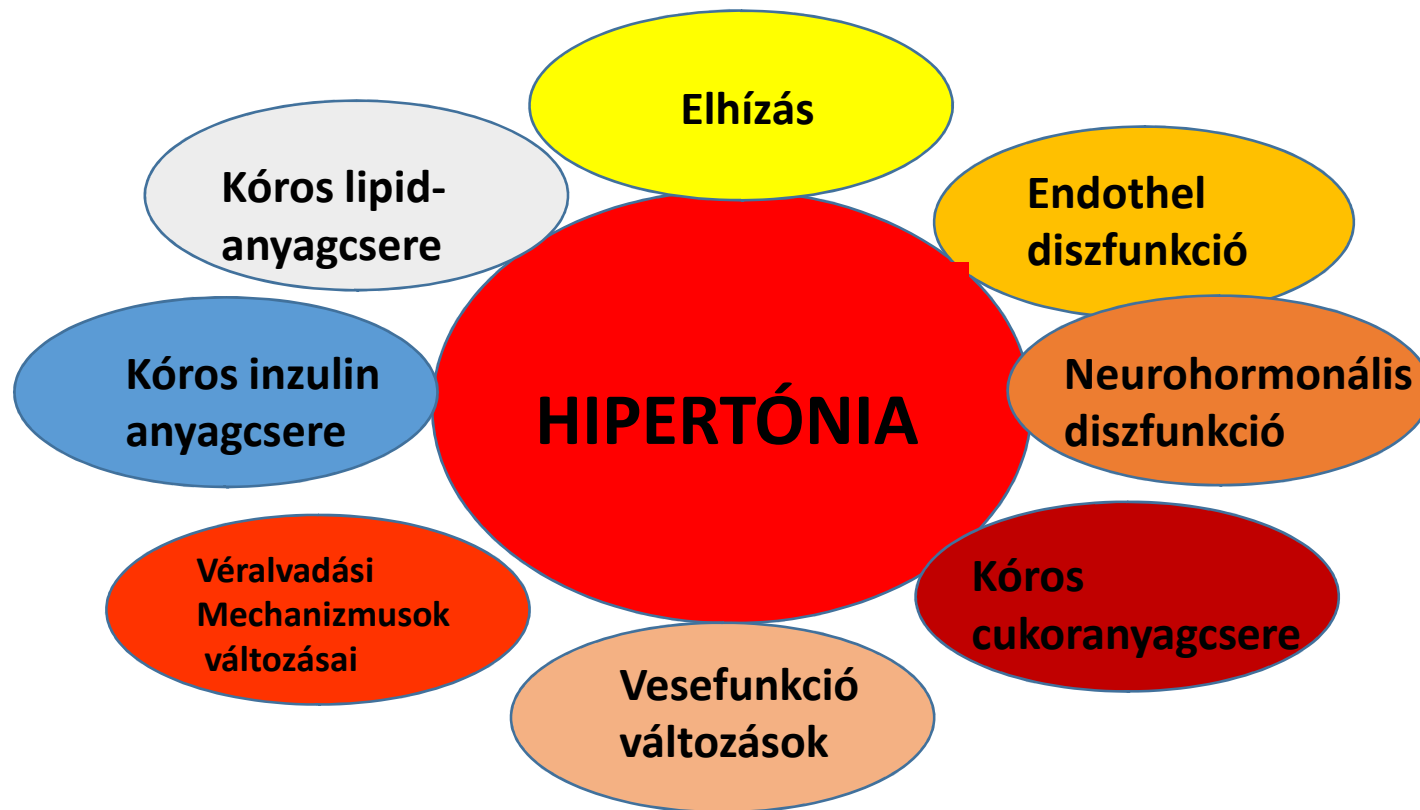 Elhízás
Kóros lipid-
anyagcsere
Endothel
diszfunkció
Kóros inzulin
anyagcsere
HIPERTÓNIA
Neurohormonális
diszfunkció
Véralvadási
Mechanizmusok
változásai
Kóros
cukoranyagcsere
Vesefunkció
változások